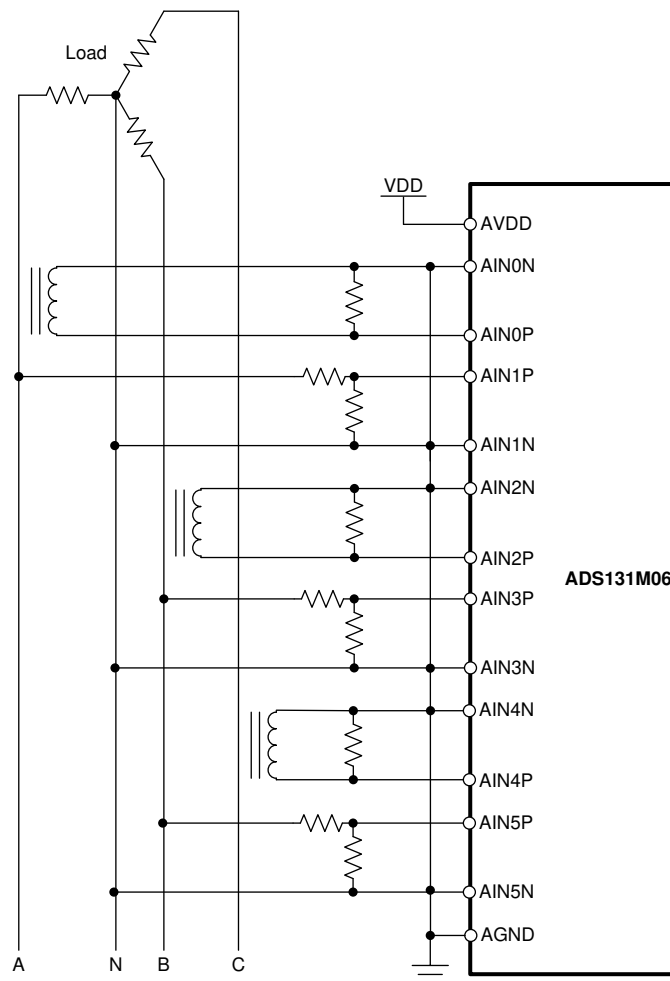 Load
VDD
AVDD
AIN0N
AIN0P
AIN1P
AIN1N
AIN2N
AIN2P
ADS131M06
AIN3P
AIN3N
AIN4N
AIN4P
AIN5P
AIN5N
AGND
A N B C